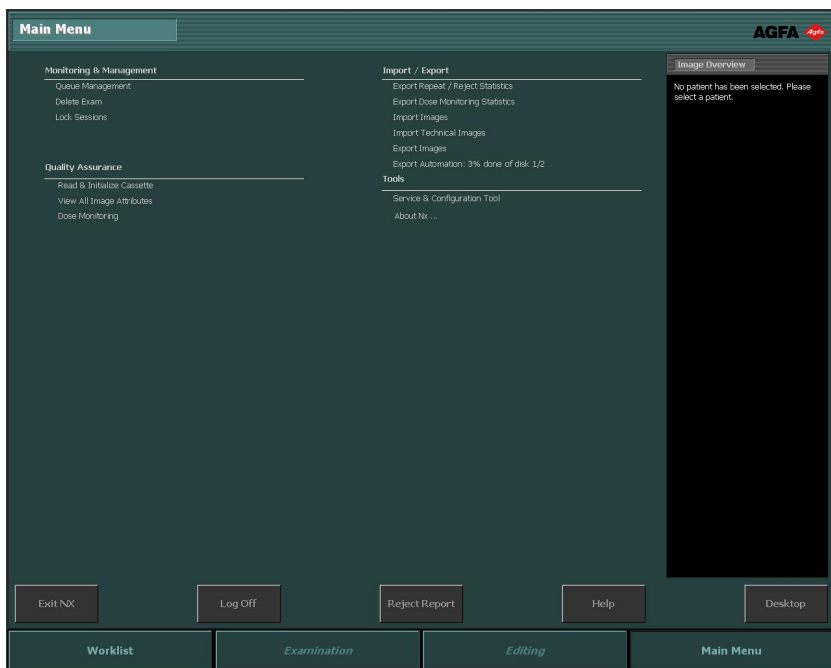 Main Menu
AGFA
Agfa
Monitoring & Management
Queue Management
Delete Exam
Lock Sessions
Quality Assurance
Read & Initialize Cassette
View All Image Attributes
Dose Monitoring
Import / Export
Export Repeat / Reject Statistics
Export Dose Monitoring Statistics
Import Images
Import Technical Images
Export Images
Export Automation: 3% done of disk 1/2
Tools
Service & Configuration Tool
About Nx ...
Image Overview
No patient has been selected. Please
select a patient.
Exit NX
Log Off
Reject Report
Help
Desktop
Worklist
Examination
Editing
Main Menu